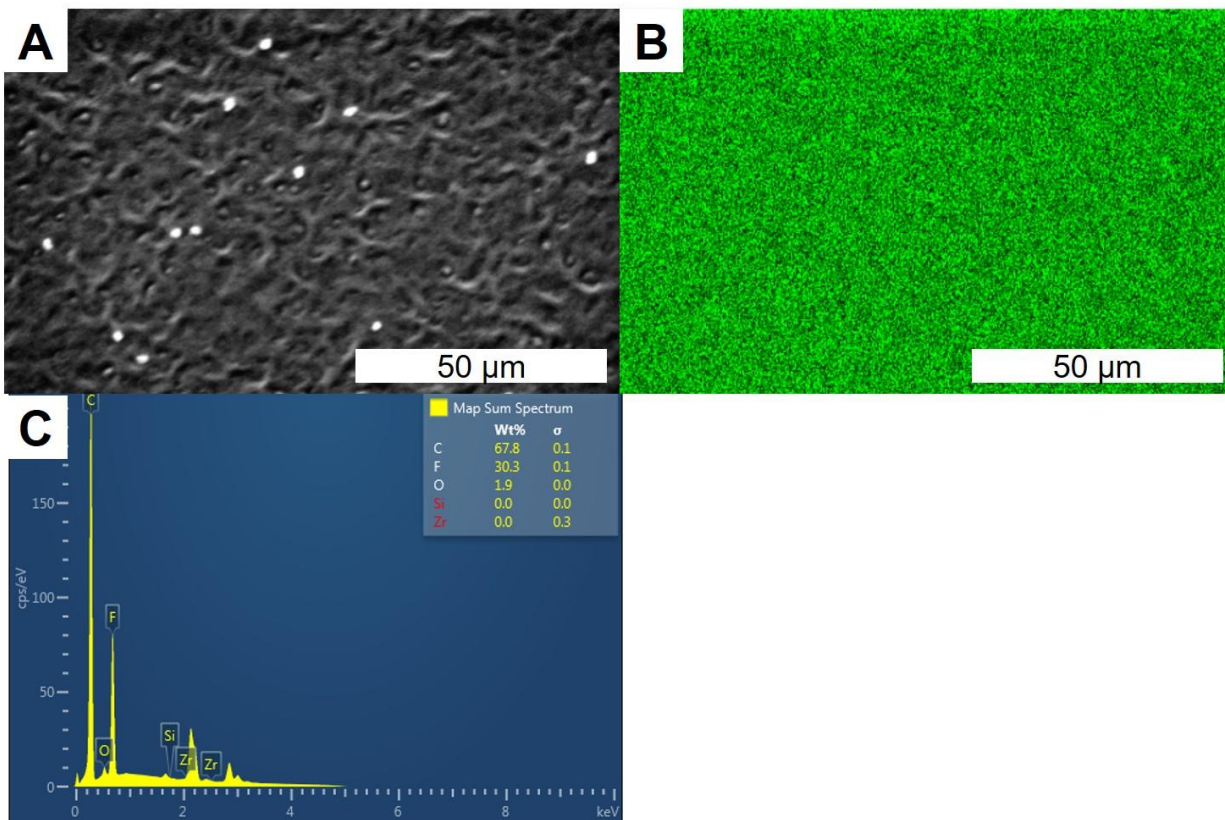 A
B
50 µm
50 µm
C
C
Map Sum Spectrum
Wt% σ
C 67.8 0.1
F 30.3 0.1
O 1.9 0.0
Si 0.0 0.0
Zr 0.0 0.3
150
100
cps/eV
F
50
Si
O
Zr
Zr
0
0 2 4 6 8 keV